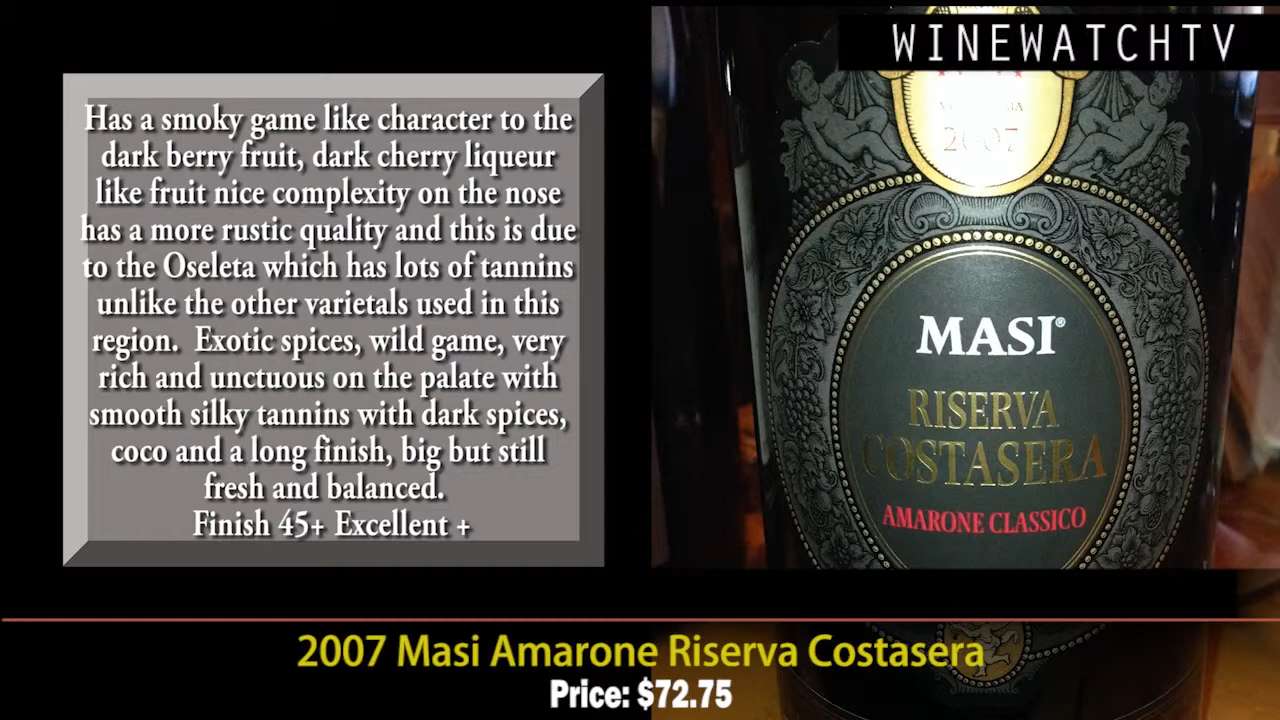 WINEWATCHTV
Has a smoky game like character to the
dark berry fruit, dark cherry liqueur
like fruit nice complexity on the nose
has a more rustic quality and this is due
to the Oseleta which has lots of tannins
unlike the other varietals used in this
region.  Exotic spices, wild game, very
rich and unctuous on the palate with
smooth silky tannins with dark spices,
coco and a long finish, big but still
fresh and balanced.
Finish 45+ Excellent +
2007
MASI®
RISERVA
COSTASERA
AMARONE CLASSICO
2007 Masi Amarone Riserva Costasera
Price: $72.75